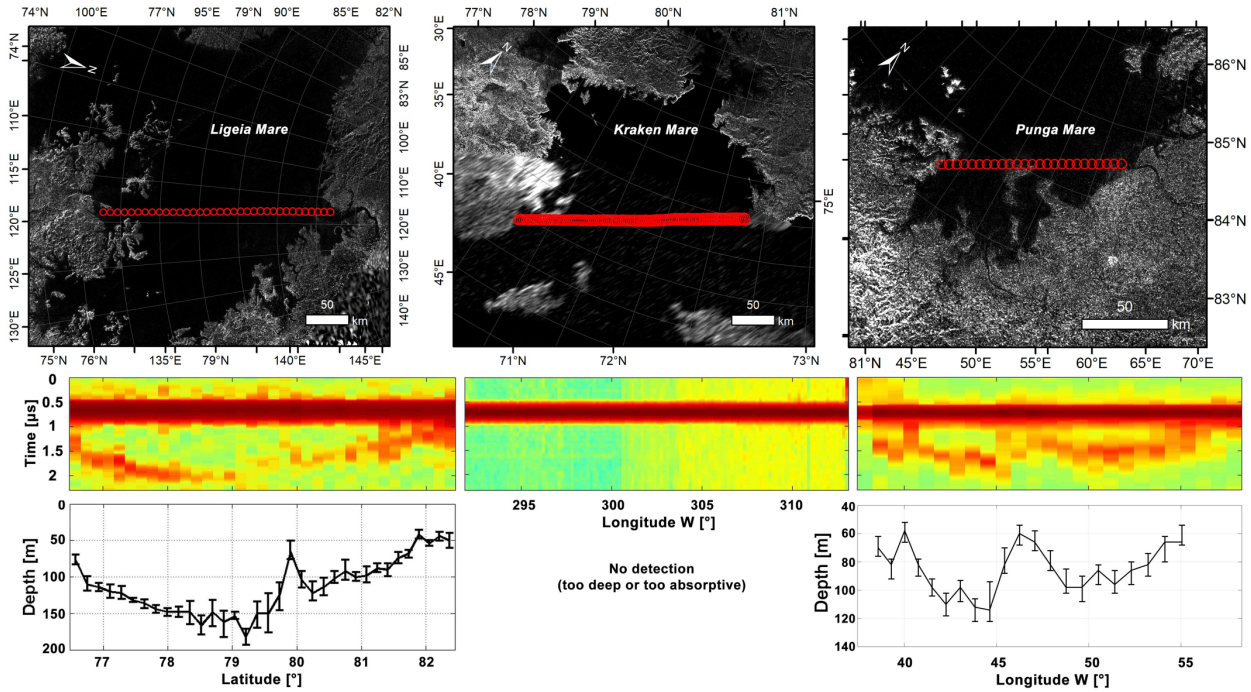 74°N 77°N 95°E 79°N 90°E 85°E 82°N
74°N
100°E
110°E
115°E
120°E
125°E
130°E
N
Ligeia Mare
50
km
85°E
83°N
90°E
100°E
110°E
120°E
130°E
140°E
75°N 76°N 135°E 79°N 140°E 145°E
77°N 78°N 79°N 80°N 81°N
30°E
35°E
40°E
45°E
N
Kraken Mare
50
km
75°E
71°N 72°N 73°N
N
Punga Mare
50
km
86°N
85°N
84°N
83°N
81°N 45°E 50°E 55°E 60°E 65°E 70°E
Time [µs]
0
0.5
1
1.5
2
295 300 305 310
Longitude W [°]
Depth [m]
0
50
100
150
200
77 78 79 80 81 82
Latitude [°]
No detection
(too deep or too absorptive)
Depth [m]
40
60
80
100
120
140
40 45 50 55
Longitude W [°]